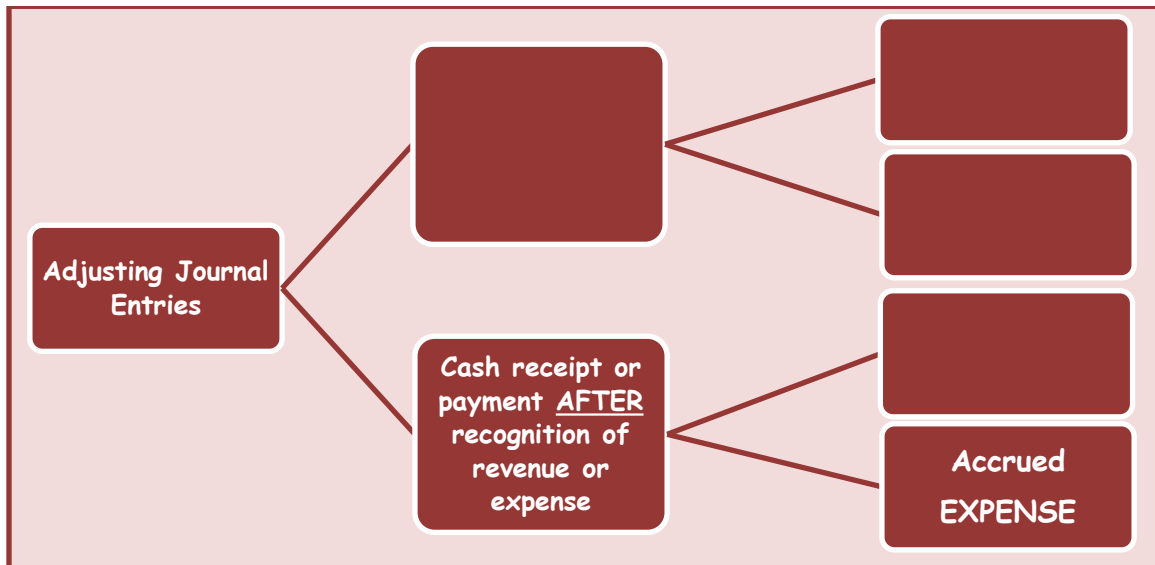 Adjusting Journal
Entries
Cash receipt or
payment AFTER
recognition of
revenue or
expense
Accrued
EXPENSE